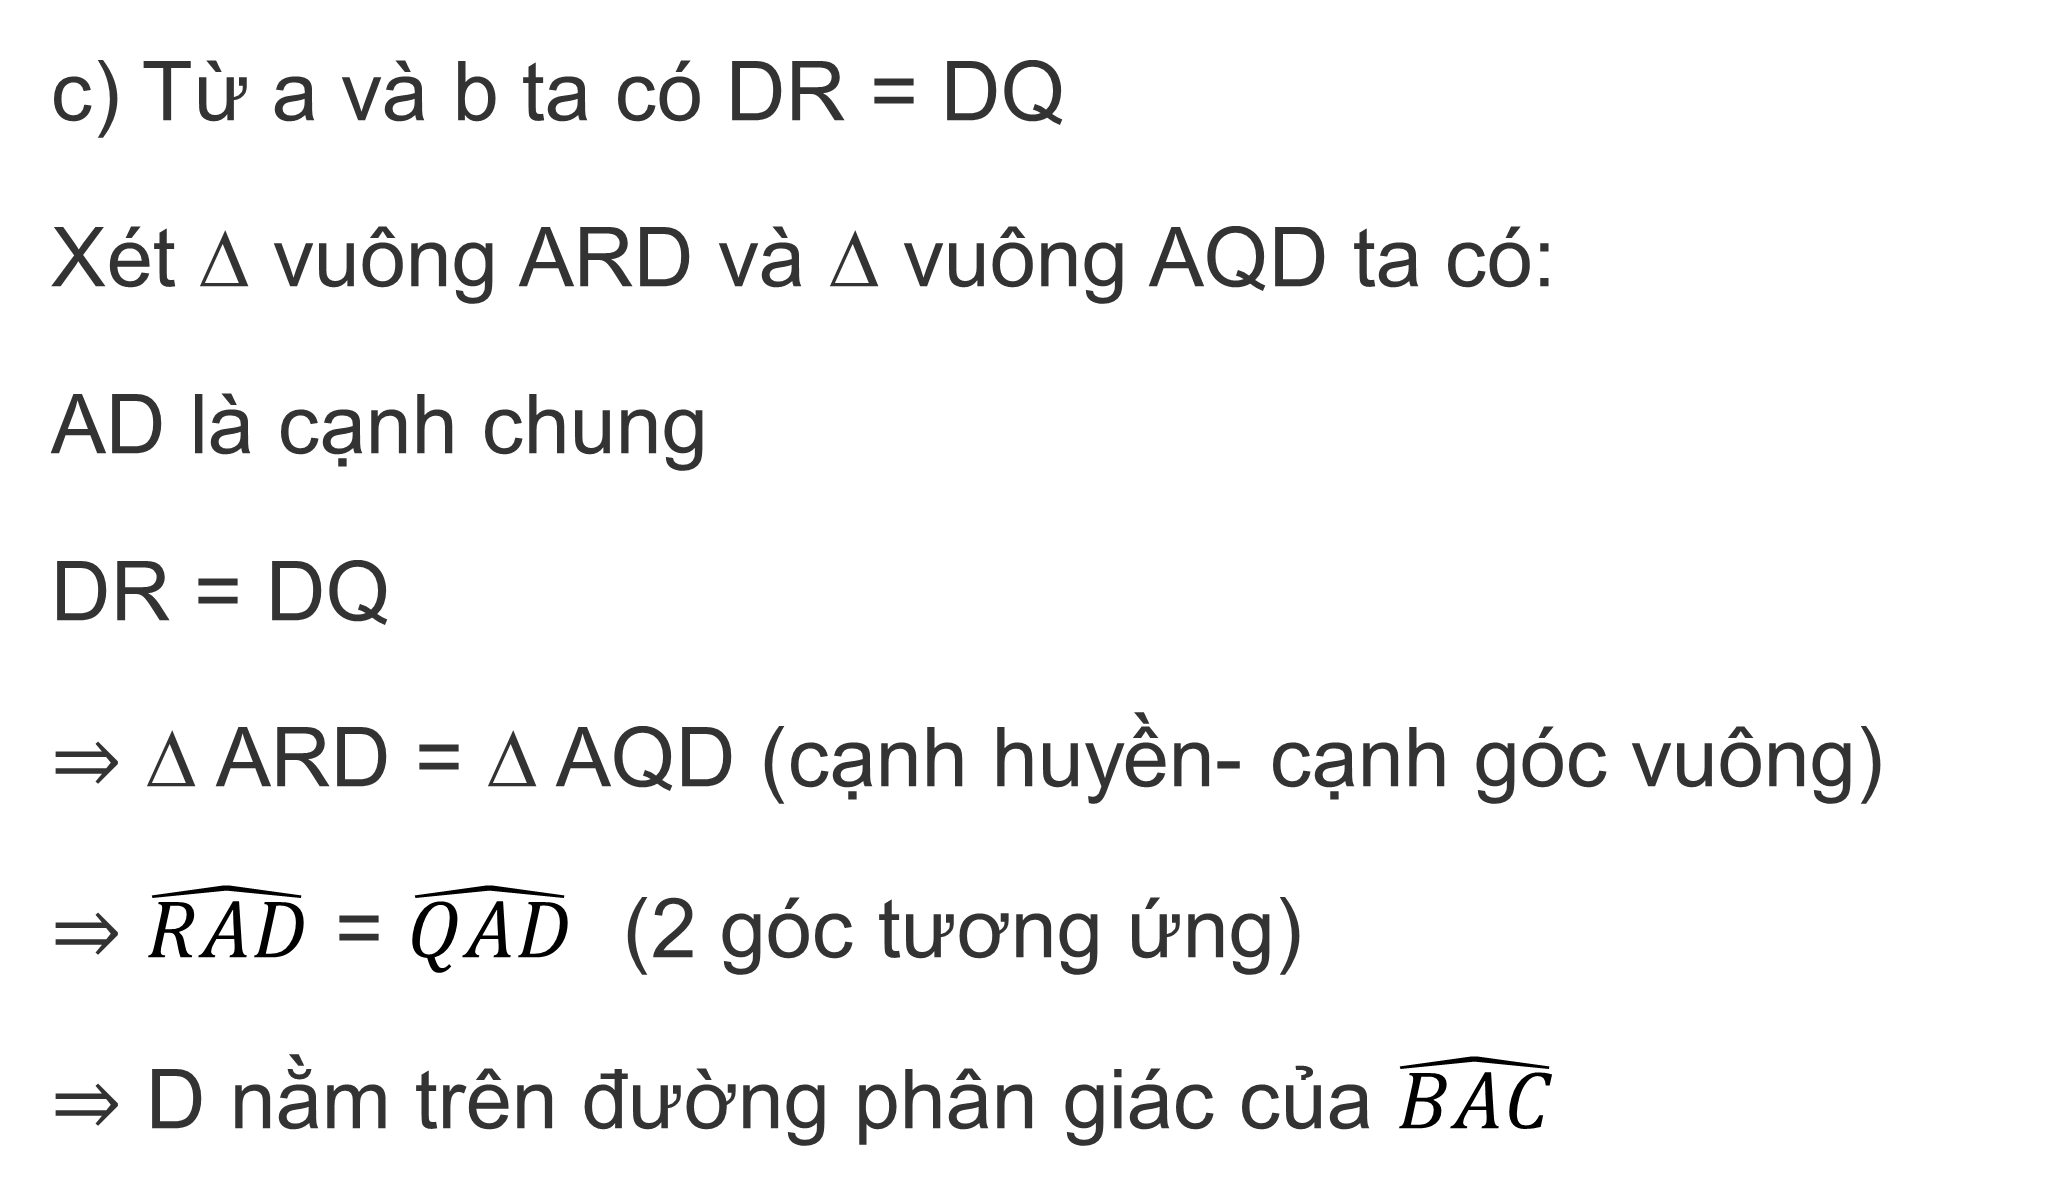 c) Từ a và b ta có DR = DQ
Xét Δ vuông ARD và Δ vuông AQD ta có:
AD là cạnh chung
DR = DQ
⇒ Δ ARD = Δ AQD (cạnh huyền- cạnh góc vuông)
⇒ \widehat{RAD} = \widehat{QAD} (2 góc tương ứng)
⇒ D nằm trên đường phân giác của \widehat{BAC}